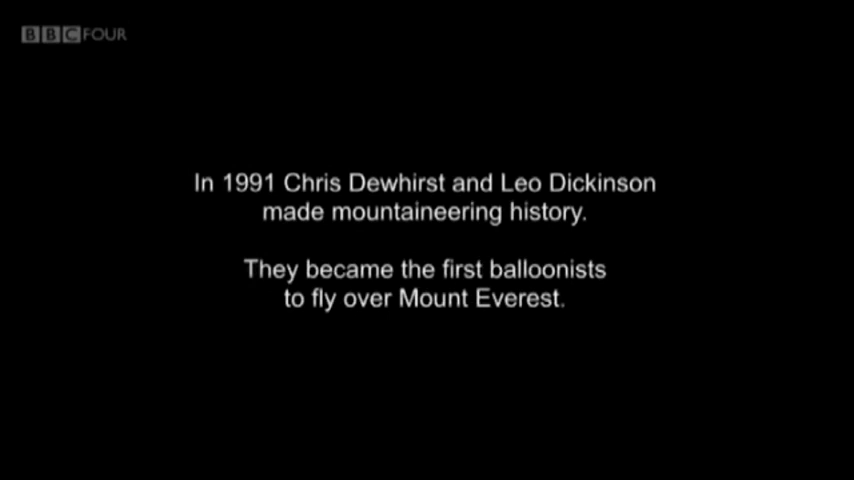 BBC FOUR
In 1991 Chris Dewhirst and Leo Dickinson
made mountaineering history.
They became the first balloonists
to fly over Mount Everest.